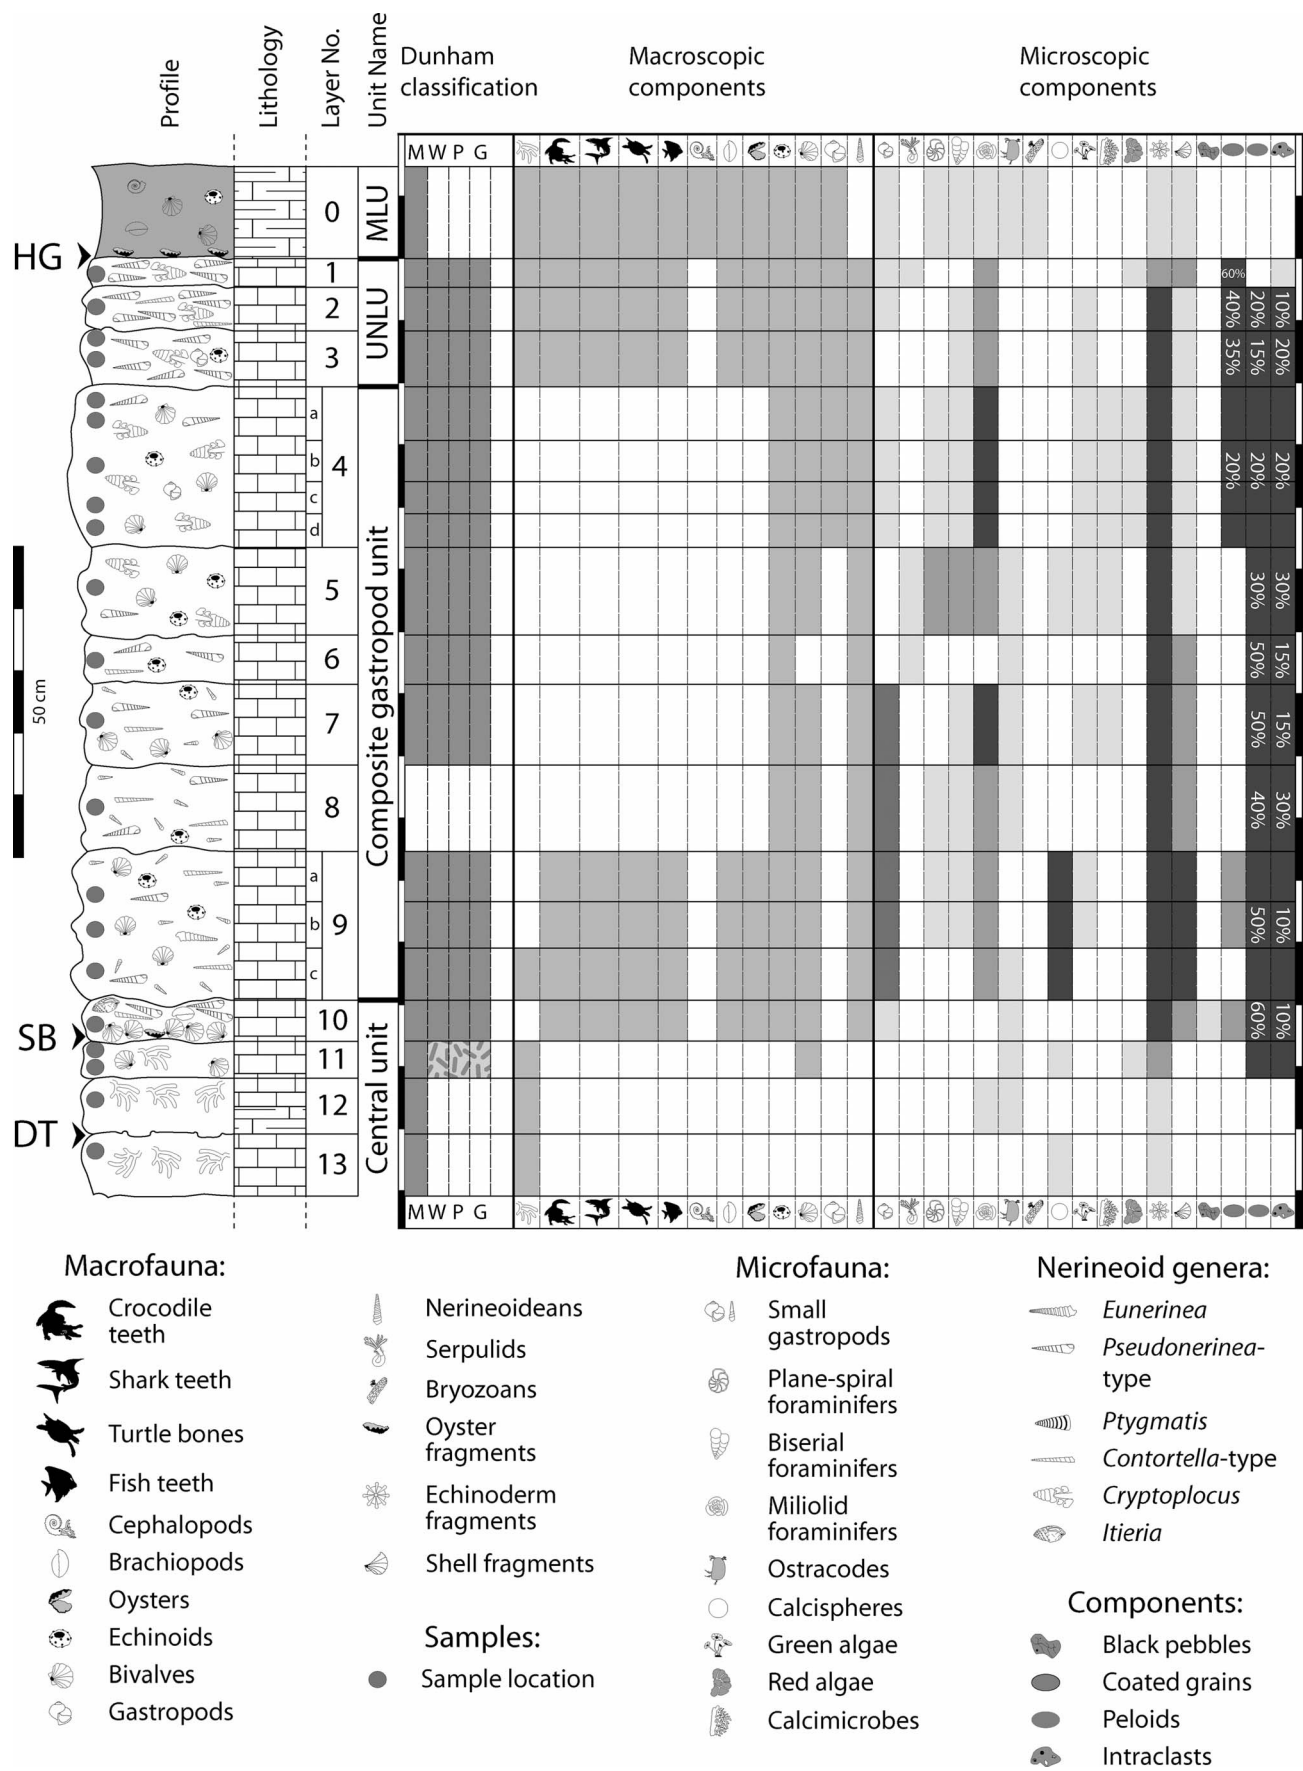 Profile
Lithology
Layer No.
Unit Name
Dunham
classification
Macroscopic
components
Microscopic
components
M W P G
HG
SB
DT
50 cm
0
1
2
3
4
a
b
c
d
5
6
7
8
9
a
b
c
10
11
12
13
MLU
UNLU
Composite gastropod unit
Central unit
60%
40% 20% 10%
35% 15% 20%
20% 20% 20%
30% 30%
50% 15%
50% 15%
40% 30%
50% 10%
60% 10%
M W P G
Macrofauna:
Crocodile
teeth
Shark teeth
Turtle bones
Fish teeth
Cephalopods
Brachiopods
Oysters
Echinoids
Bivalves
Gastropods
Nerineoideans
Serpulids
Bryozoans
Oyster
fragments
Echinoderm
fragments
Shell fragments
Samples:
Sample location
Microfauna:
Small
gastropods
Plane-spiral
foraminifers
Biserial
foraminifers
Miliolid
foraminifers
Ostracodes
Calcispheres
Green algae
Red algae
Calcimicrobes
Nerineoid genera:
Eunerinea
Pseudonerinea-
type
Ptygmatis
Contortella-type
Cryptoplocus
Itieria
Components:
Black pebbles
Coated grains
Peloids
Intraclasts